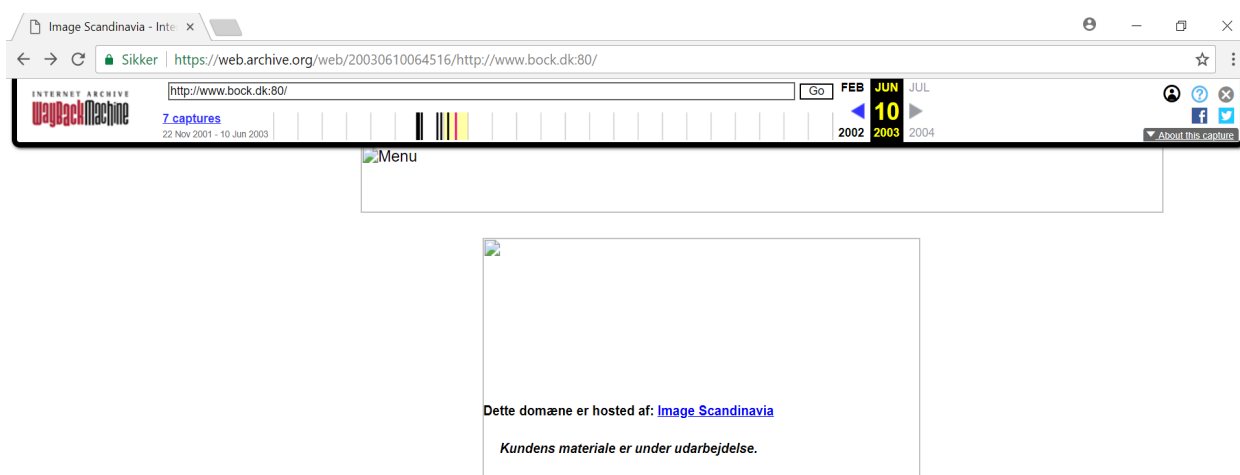 Image Scandinavia - Inte
Sikker
https://web.archive.org/web/20030610064516/http://www.bock.dk:80/
INTERNET ARCHIVE
WayBackMachine
http://www.bock.dk:80/
Go
FEB JUN JUL
7 captures
10
22 Nov 2001 - 10 Jun 2003
2002 2003 2004
About this capture
Menu
Dette domæne er hosted af: Image Scandinavia
Kundens materiale er under udarbejdelse.